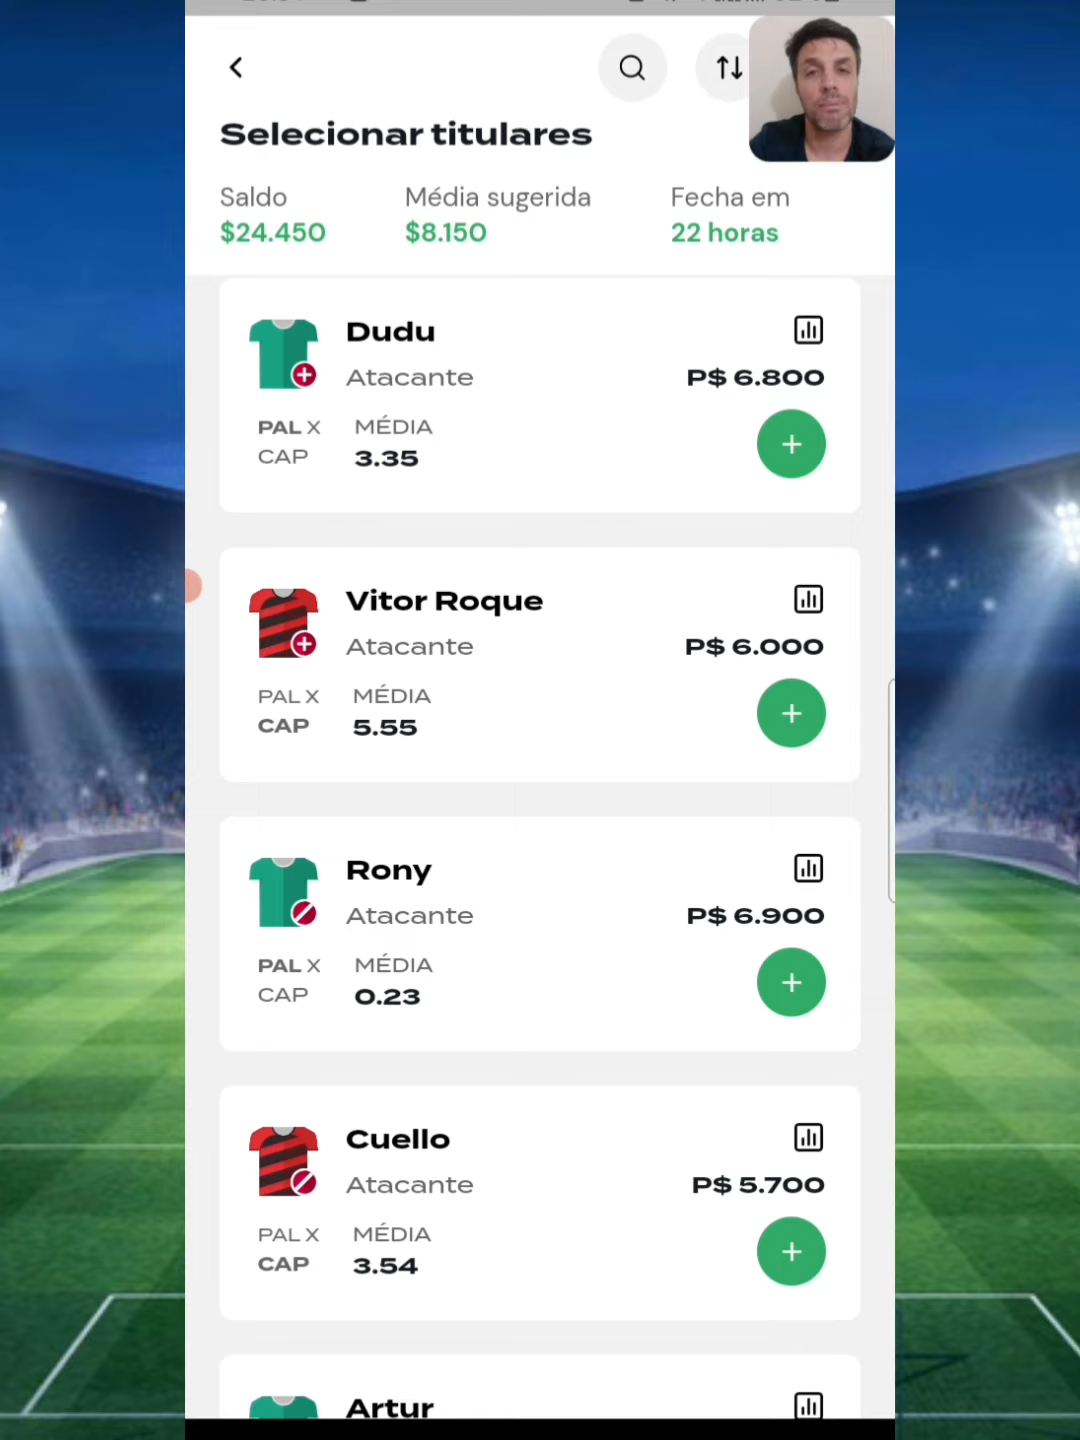 Selecionar titulares
Saldo
Média sugerida
Fecha em
$24.450
$8.150
22 horas
Dudu
Atacante
P$ 6.800
PAL X
MÉDIA
CAP
3.35
Vitor Roque
Atacante
P$ 6.000
PAL X
MÉDIA
CAP
5.55
Rony
Atacante
P$ 6.900
PAL X
MÉDIA
CAP
0.23
Cuello
Atacante
P$ 5.700
PAL X
MÉDIA
CAP
3.54
Artur